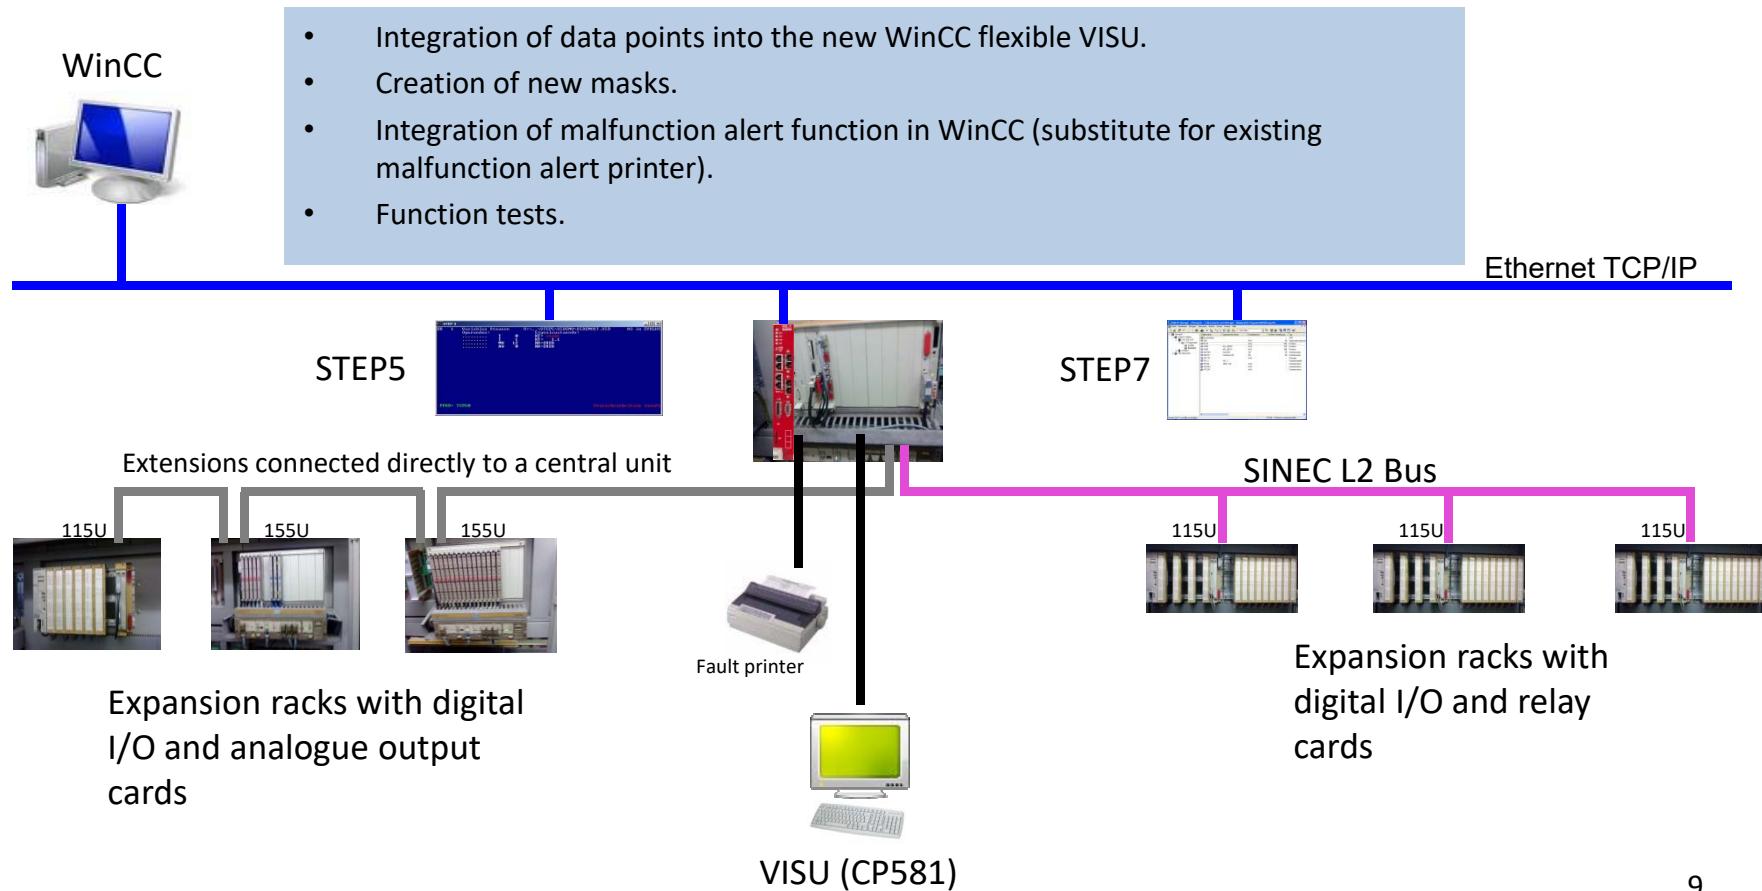 WinCC
• Integration of data points into the new WinCC flexible VISU.
• Creation of new masks.
• Integration of malfunction alert function in WinCC (substitute for existing
malfunction alert printer).
• Function tests.
Ethernet TCP/IP
STEP5
STEP7
Extensions connected directly to a central unit
SINEC L2 Bus
115U
155U
155U
115U
115U
115U
Fault printer
Expansion racks with digital
I/O and analogue output
cards
Expansion racks with
digital I/O and relay
cards
VISU (CP581)
9